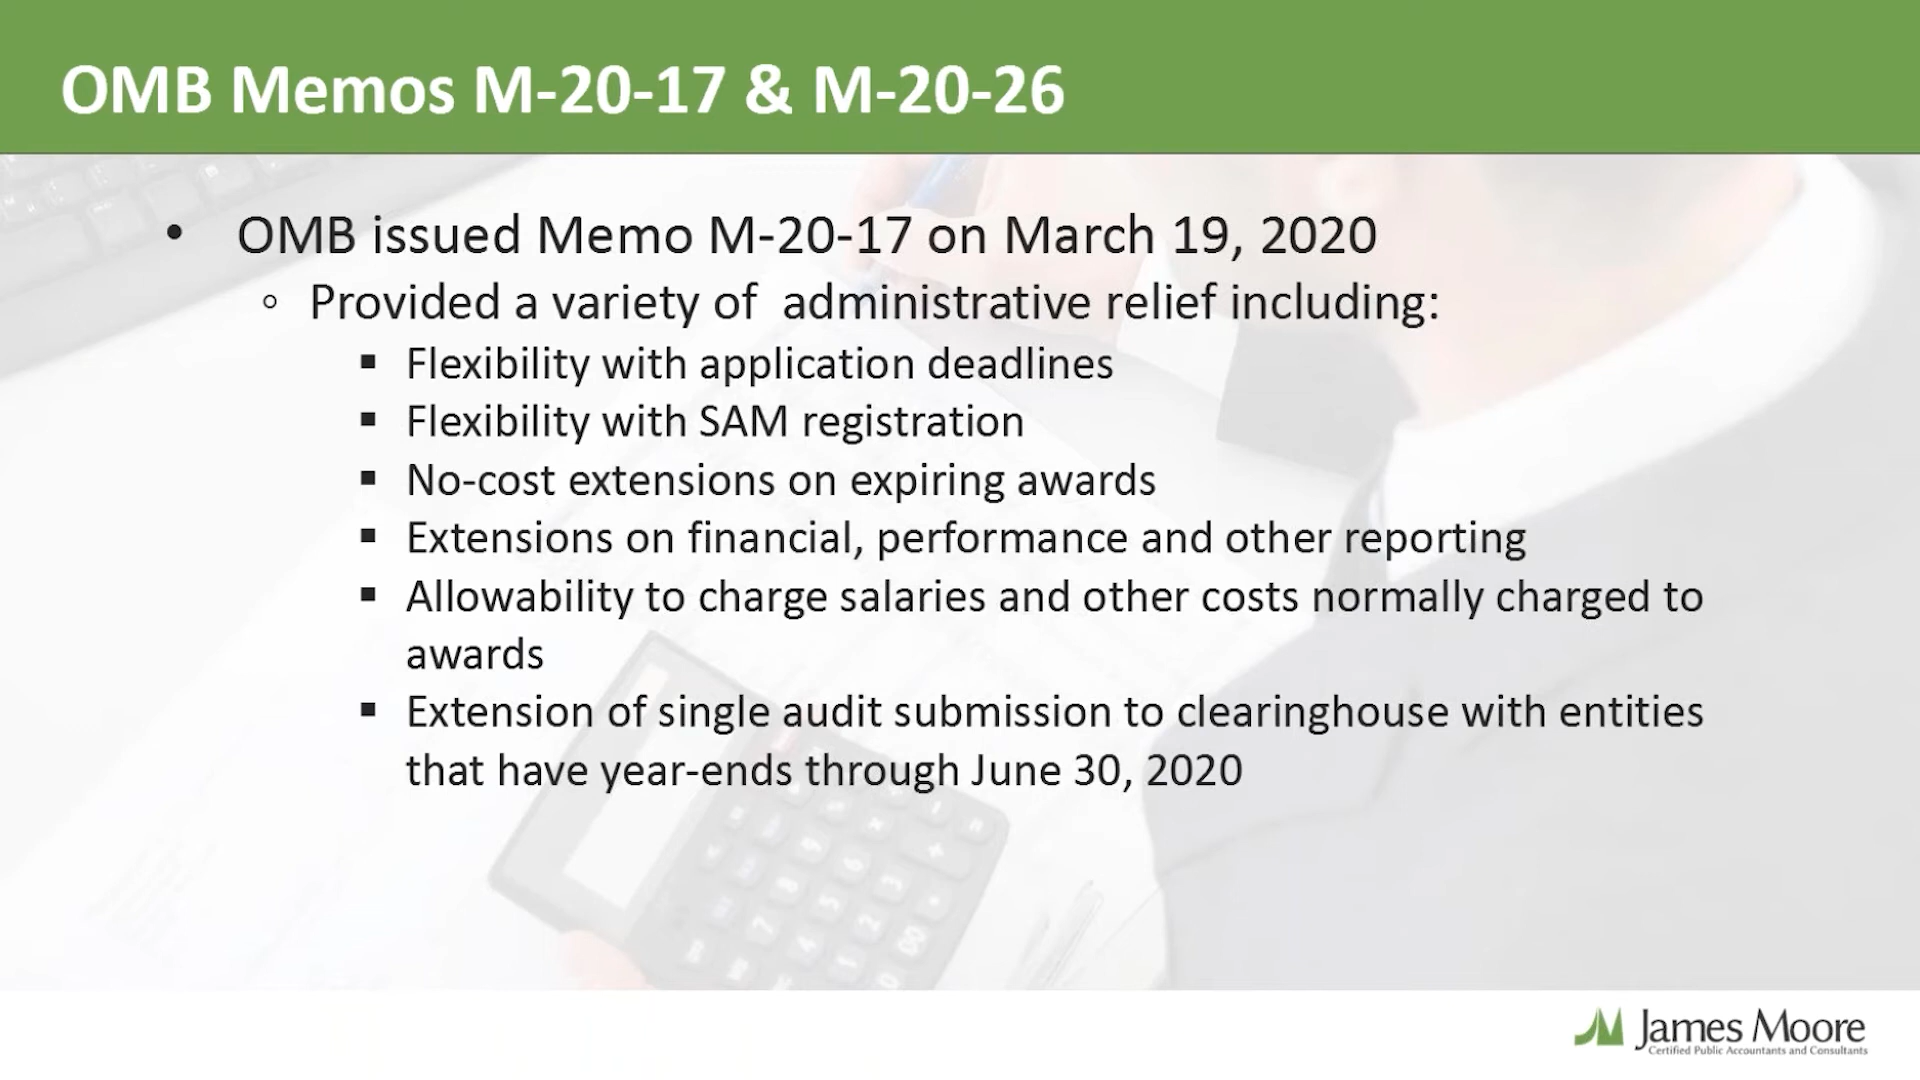 OMB Memos M-20-17 & M-20-26
• OMB issued Memo M-20-17 on March 19, 2020
◦ Provided a variety of administrative relief including:
▪ Flexibility with application deadlines
▪ Flexibility with SAM registration
▪ No-cost extensions on expiring awards
▪ Extensions on financial, performance and other reporting
▪ Allowability to charge salaries and other costs normally charged to
awards
▪ Extension of single audit submission to clearinghouse with entities
that have year-ends through June 30, 2020
James Moore
Certified Public Accountants and Consultants